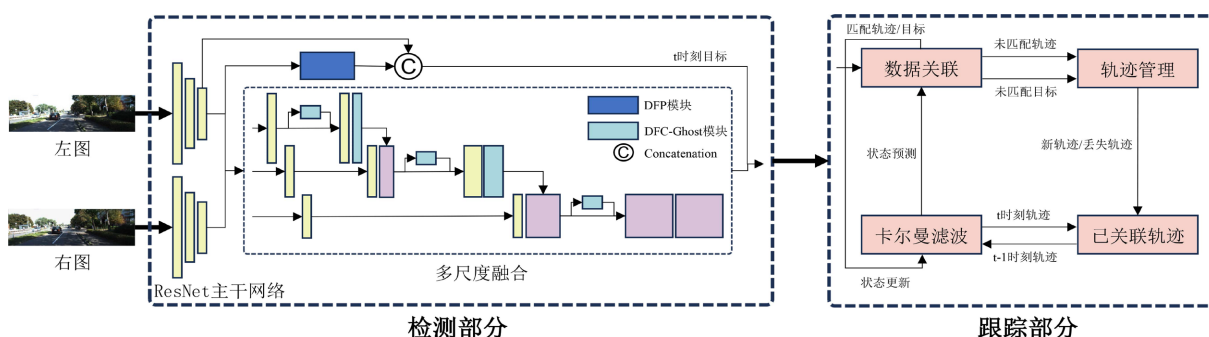 左图
右图
ResNet主干网络
C
t时刻目标
DFP模块
DFC-Ghost模块
C Concatenation
多尺度融合
检测部分
匹配轨迹/目标
数据关联
未匹配轨迹
未匹配目标
轨迹管理
状态预测
新轨迹/丢失轨迹
卡尔曼滤波
t时刻轨迹
t-1时刻轨迹
已关联轨迹
状态更新
跟踪部分